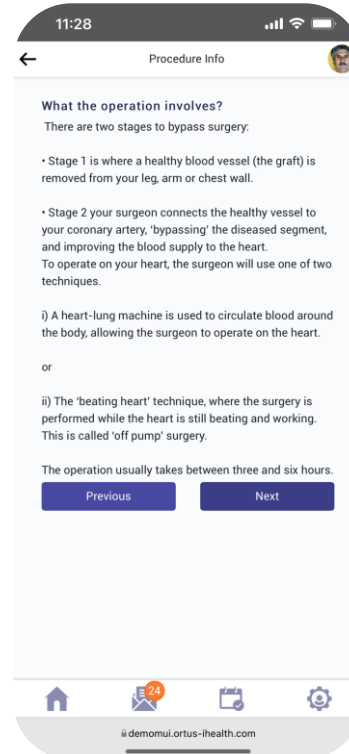 11:28
Procedure Info
What the operation involves?
There are two stages to bypass surgery:
• Stage 1 is where a healthy blood vessel (the graft) is
removed from your leg, arm or chest wall.
• Stage 2 your surgeon connects the healthy vessel to
your coronary artery, ‘bypassing’ the diseased segment,
and improving the blood supply to the heart.
To operate on your heart, the surgeon will use one of two
techniques.
i) A heart-lung machine is used to circulate blood around
the body, allowing the surgeon to operate on the heart.
or
ii) The ‘beating heart’ technique, where the surgery is
performed while the heart is still beating and working.
This is called ‘off pump’ surgery.
The operation usually takes between three and six hours.
Previous Next
24
demomui.ortus-ihealth.com